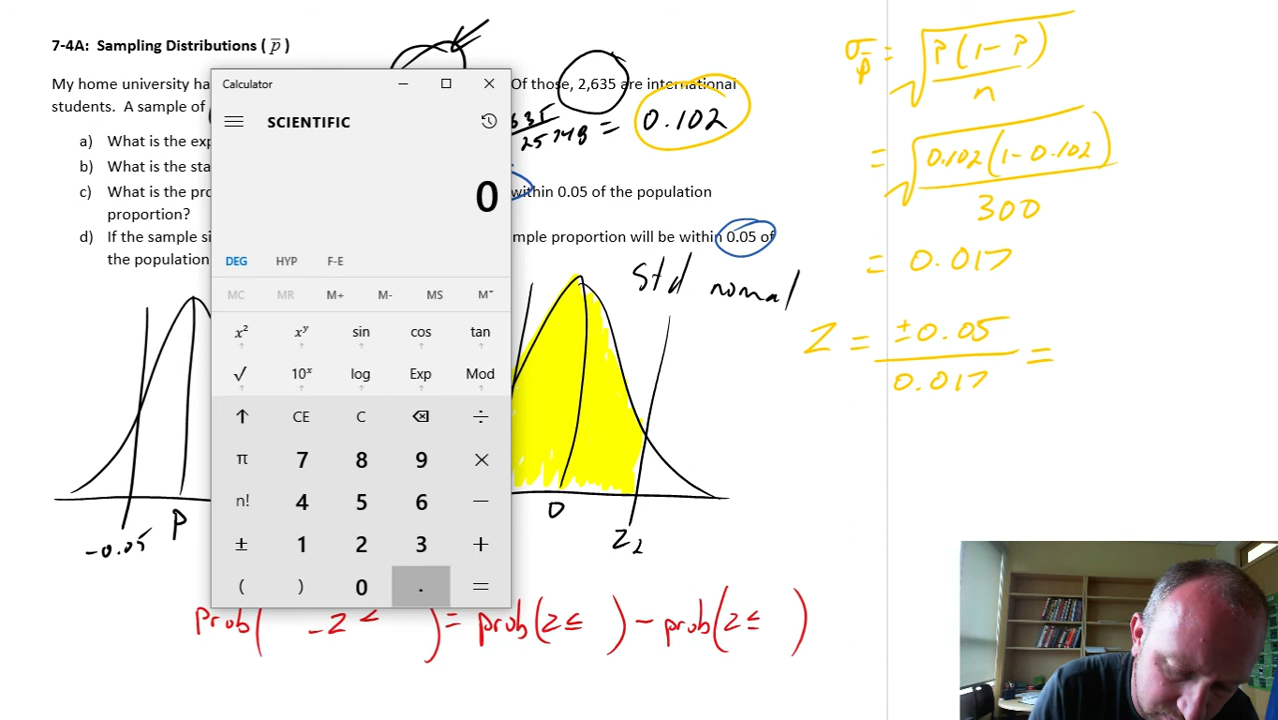 7-4A: Sampling Distributions ( p̅ )
My home university ha
Of those, 2,635 are international
students. A sample of
635/25748 = 0.102
a) What is the exp
b) What is the sta
c) What is the pro
within 0.05 of the population
proportion?
d) If the sample si
mple proportion will be within 0.05 of
the population
Calculator
SCIENTIFIC
0
DEG HYP F-E
MC MR M+ M- MS M˅
x² xʸ sin cos tan
√ 10ˣ log Exp Mod
↑ CE C ⌫ ÷
π 7 8 9 ×
n! 4 5 6 −
± 1 2 3 +
( ) 0 . =
Std normal
-0.05 P
0 Z₂
Prob( -Z ≤ ) = prob(Z ≤ ) - prob(Z ≤ )
σp̅ = √(P(1-P)/n)
= √(0.102(1-0.102)/300)
= 0.017
Z = ±0.05/0.017 =